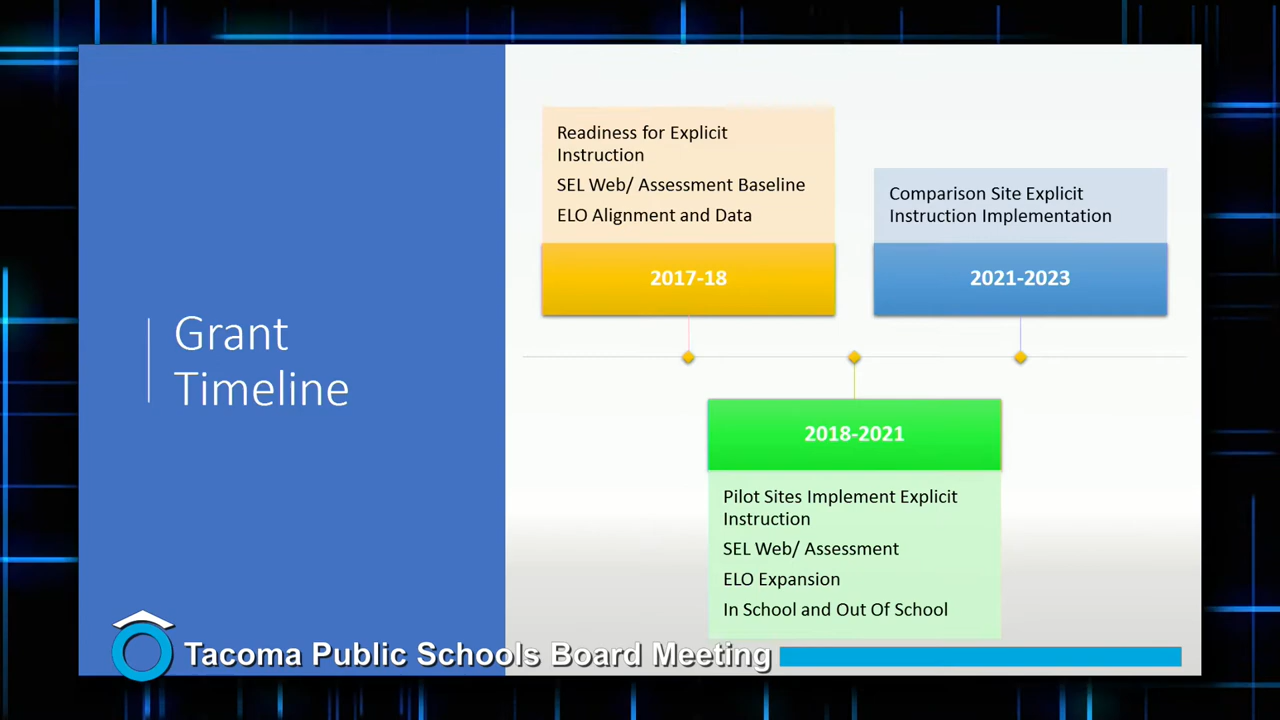 Grant
Timeline
Readiness for Explicit
Instruction
SEL Web/ Assessment Baseline
ELO Alignment and Data
2017-18
Comparison Site Explicit
Instruction Implementation
2021-2023
2018-2021
Pilot Sites Implement Explicit
Instruction
SEL Web/ Assessment
ELO Expansion
In School and Out Of School
Tacoma Public Schools Board Meeting